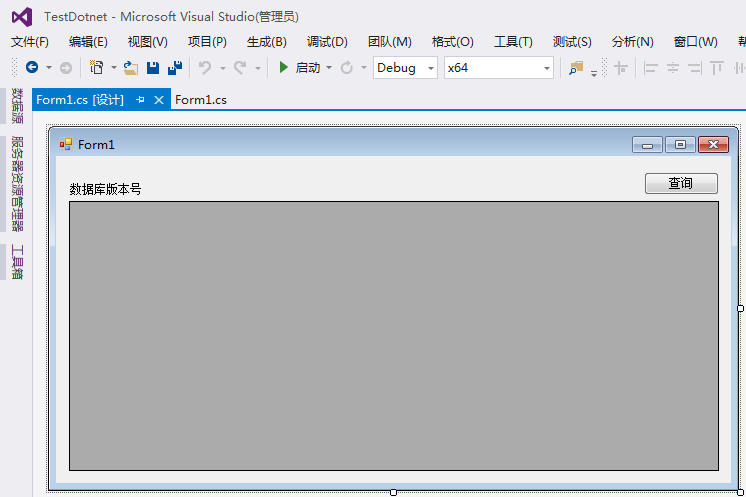 TestDotnet - Microsoft Visual Studio(管理员)
文件(F) 编辑(E) 视图(V) 项目(P) 生成(B) 调试(D) 团队(M) 格式(O) 工具(T) 测试(S) 分析(N) 窗口(W)
启动 Debug x64
Form1.cs [设计] Form1.cs
数据源
服务器资源管理器
工具箱
Form1
数据库版本号
查询